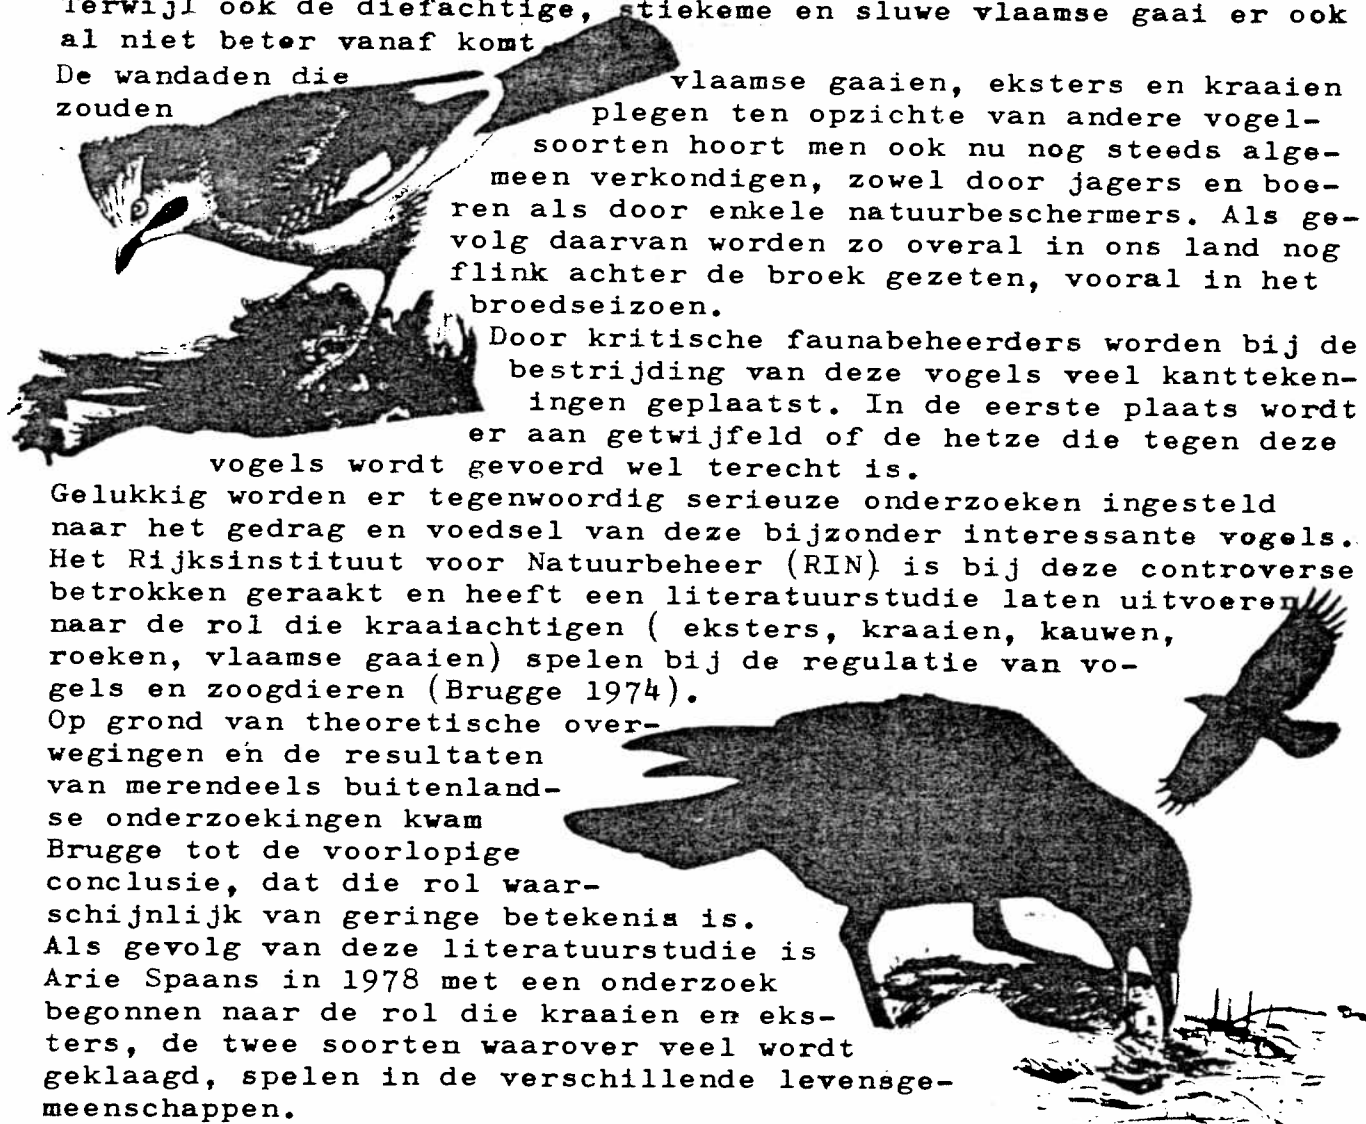 Terwijl ook de diefachtige, stiekeme en sluwe vlaamse gaai er ook
al niet beter vanaf komt
De wandaden die vlaamse gaaien, eksters en kraaien
zouden plegen ten opzichte van andere vogel-
soorten hoort men ook nu nog steeds alge-
meen verkondigen, zowel door jagers en boe-
ren als door enkele natuurbeschermers. Als ge-
volg daarvan worden zo overal in ons land nog
flink achter de broek gezeten, vooral in het
broedseizoen.
Door kritische faunabeheerders worden bij de
bestrijding van deze vogels veel kanttteken-
ingen geplaatst. In de eerste plaats wordt
er aan getwijfeld of de hetze die tegen deze
vogels wordt gevoerd wel terecht is.
Gelukkig worden er tegenwoordig serieuze onderzoeken ingesteld
naar het gedrag en voedsel van deze bijzonder interessante vogels.
Het Rijksinstituut voor Natuurbeheer (RIN) is bij deze controverse
betrokken geraakt en heeft een literatuurstudie laten uitvoeren
naar de rol die kraaiachtigen ( eksters, kraaien, kauwen,
roeken, vlaamse gaaien) spelen bij de regulatie van vo-
gels en zoogdieren (Brugge 1974).
Op grond van theoretische over-
wegingen en de resultaten
van merendeels buitenland-
se onderzoekingen kwam
Brugge tot de voorlopige
conclusie, dat die rol waar-
schijnlijk van geringe betekenis is.
Als gevolg van deze literatuurstudie is
Arie Spaans in 1978 met een onderzoek
begonnen naar de rol die kraaien en eks-
ters, de twee soorten waarover veel wordt
geklaagd, spelen in de verschillende levensge-
meenschappen.